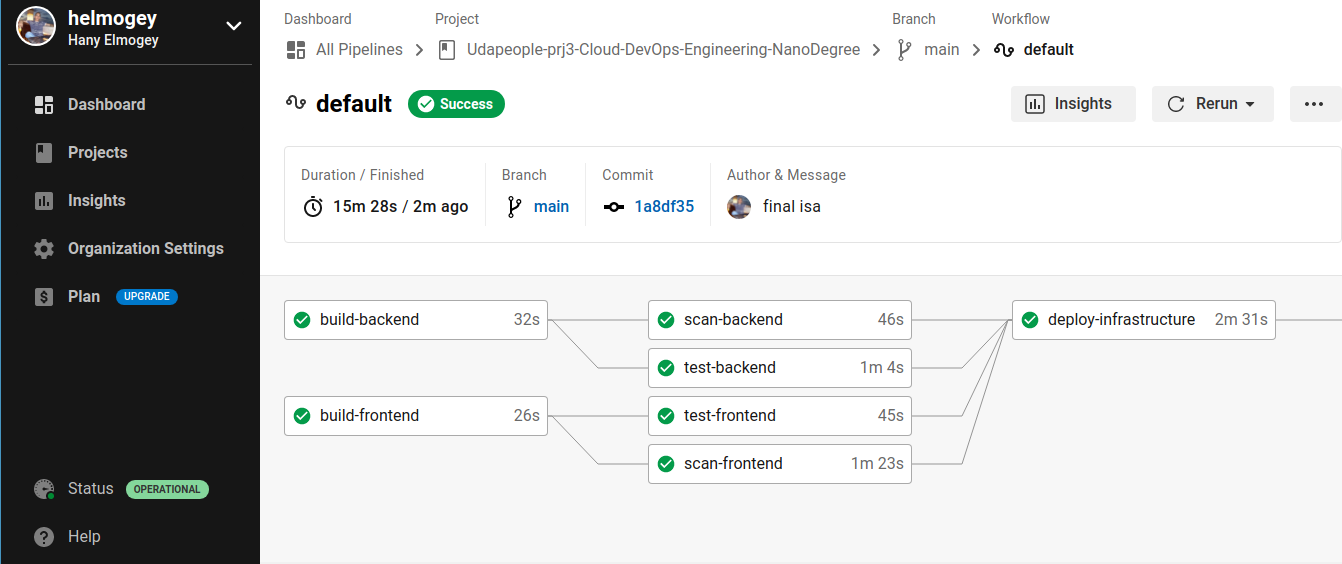 helmogey
Hany Elmogey
Dashboard
Projects
Insights
Organization Settings
Plan UPGRADE
Status OPERATIONAL
Help
Dashboard Project Branch Workflow
All Pipelines Udapeople-prj3-Cloud-DevOps-Engineering-NanoDegree main default
default Success Insights Rerun
Duration / Finished Branch Commit Author & Message
15m 28s / 2m ago main 1a8df35 final isa
build-backend 32s scan-backend 46s deploy-infrastructure 2m 31s
test-backend 1m 4s
build-frontend 26s test-frontend 45s
scan-frontend 1m 23s